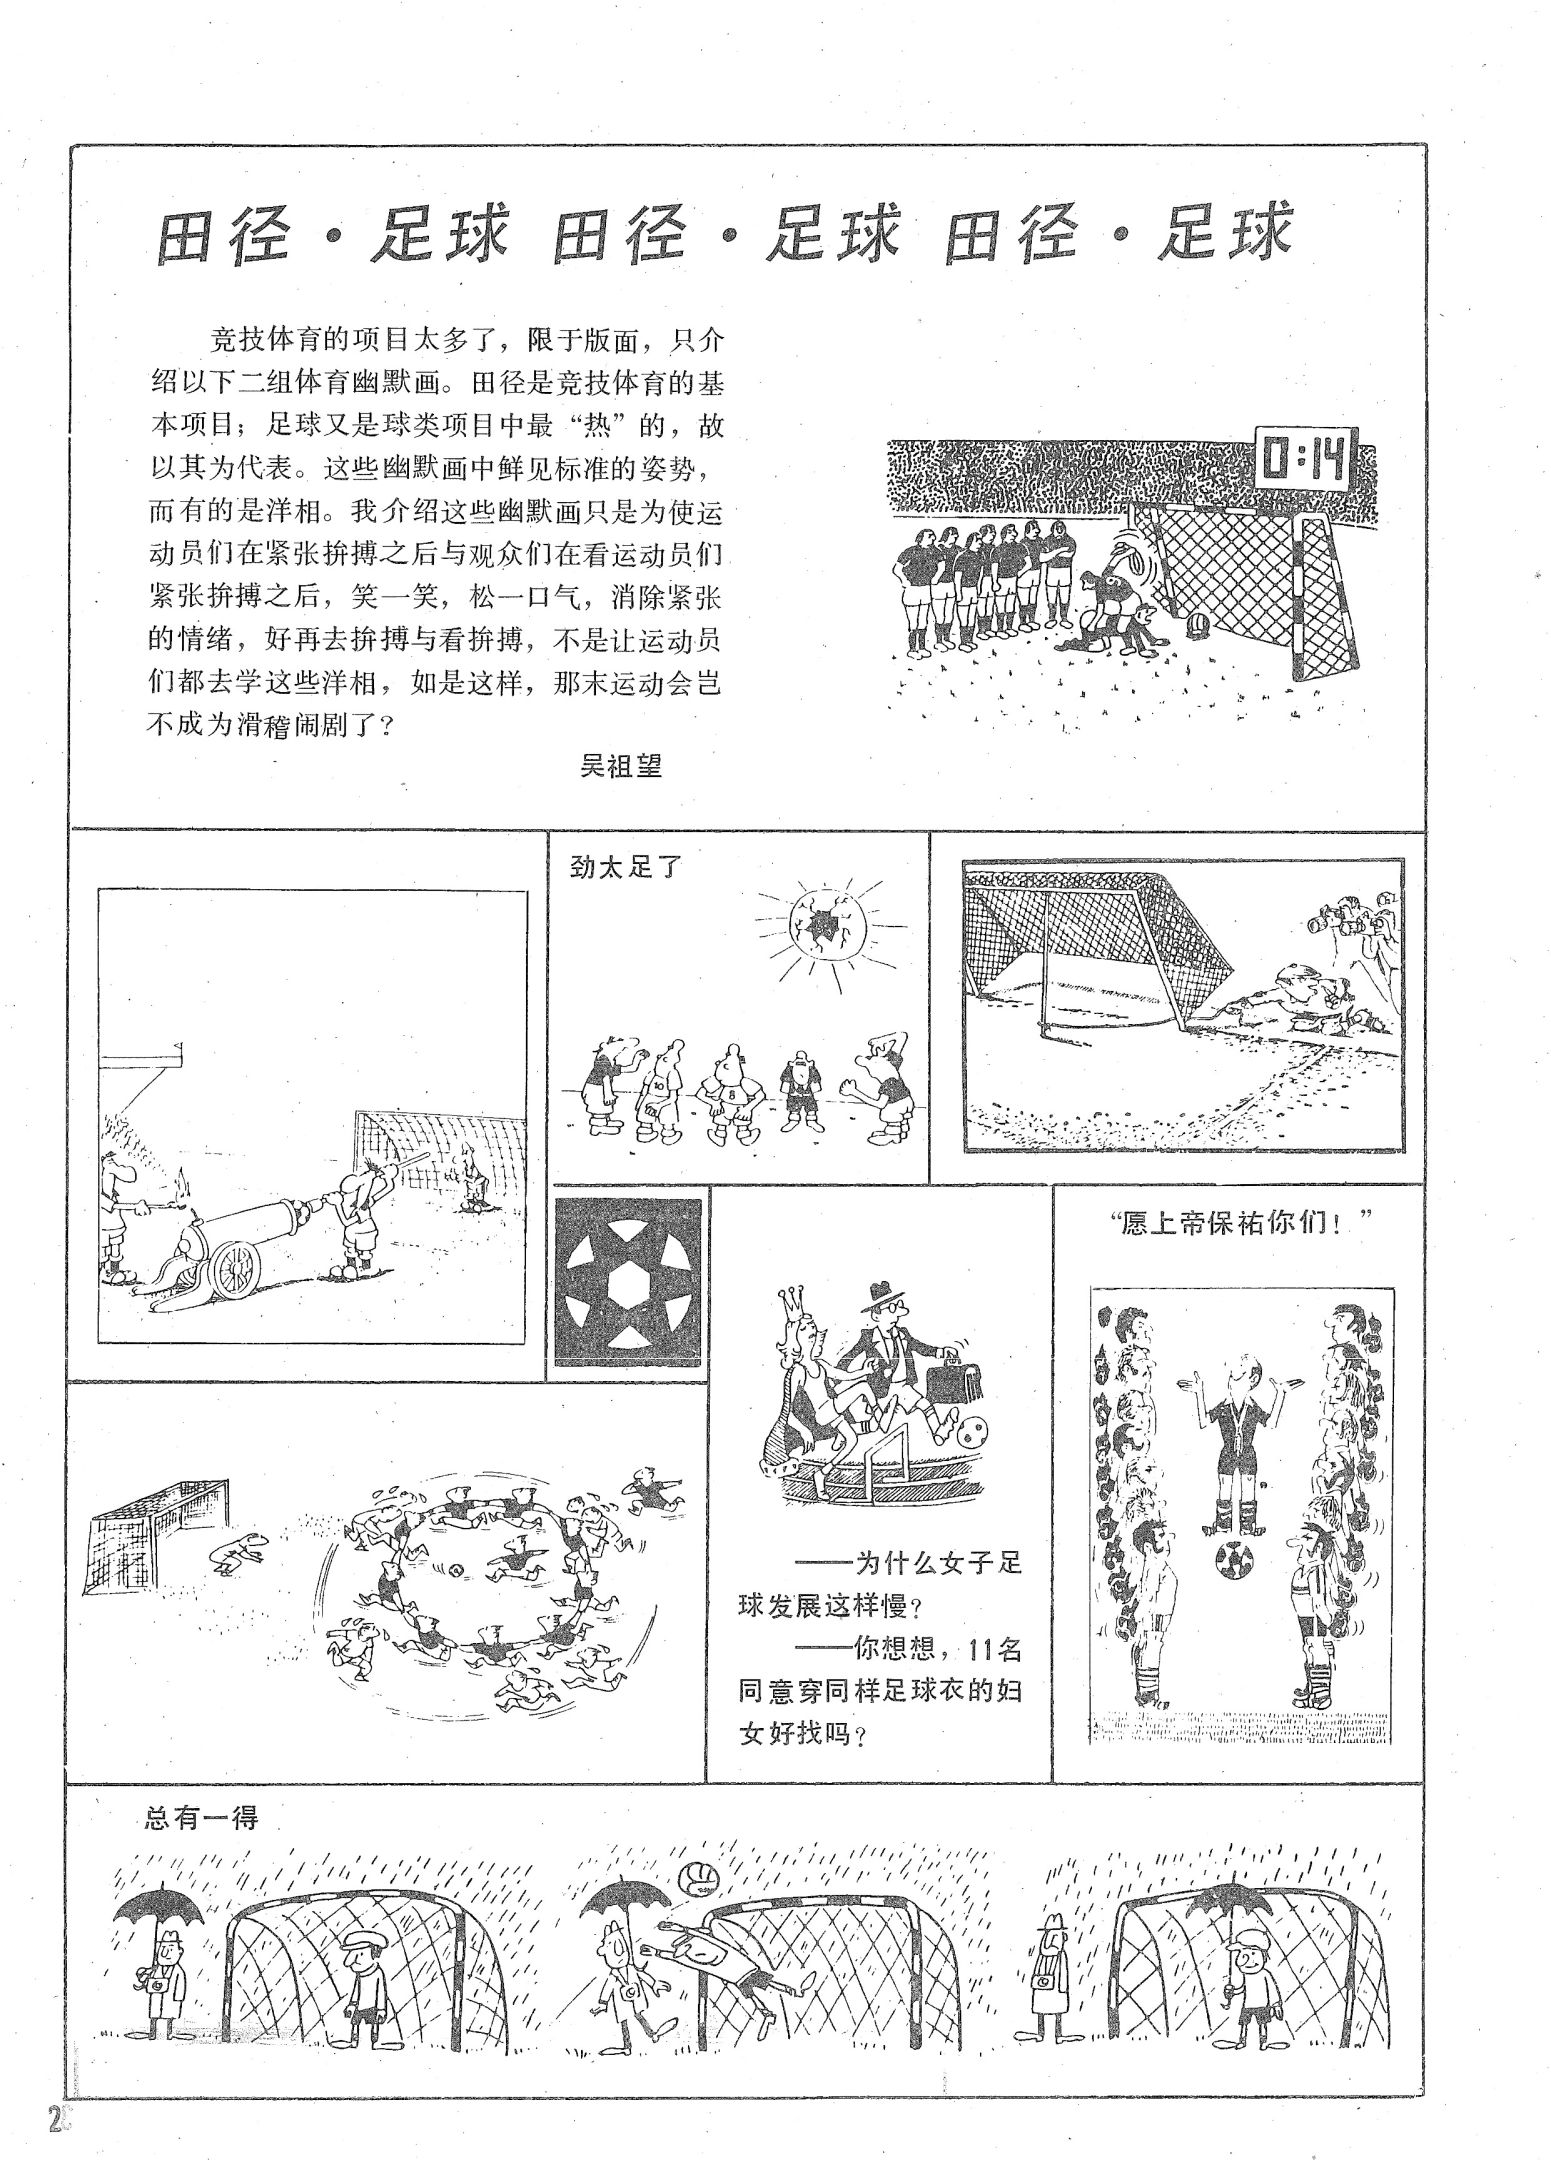 田径·足球 田径·足球 田径·足球
竞技体育的项目太多了，限于版面，只介
绍以下二组体育幽默画。田径是竞技体育的基
本项目；足球又是球类项目中最“热”的，故
以其为代表。这些幽默画中鲜见标准的姿势，
而有的是洋相。我介绍这些幽默画只是为使运
动员们在紧张拚搏之后与观众们在看运动员们
紧张拚搏之后，笑一笑，松一口气，消除紧张
的情绪，好再去拚搏与看拚搏，不是让运动员
们都去学这些洋相，如是这样，那末运动会岂
不成为滑稽闹剧了？
吴祖望
0:14
劲太足了
10
8
“愿上帝保祐你们！”
——为什么女子足
球发展这样慢？
——你想想，11名
同意穿同样足球衣的妇
女好找吗？
总有一得